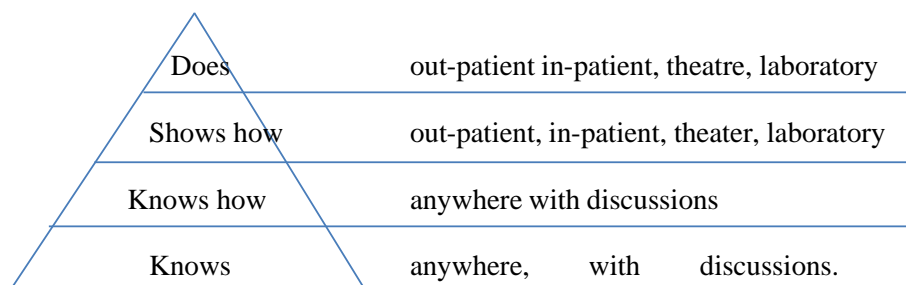 Does out-patient in-patient, theatre, laboratory
Shows how out-patient, in-patient, theater, laboratory
Knows how anywhere with discussions
Knows anywhere, with discussions.